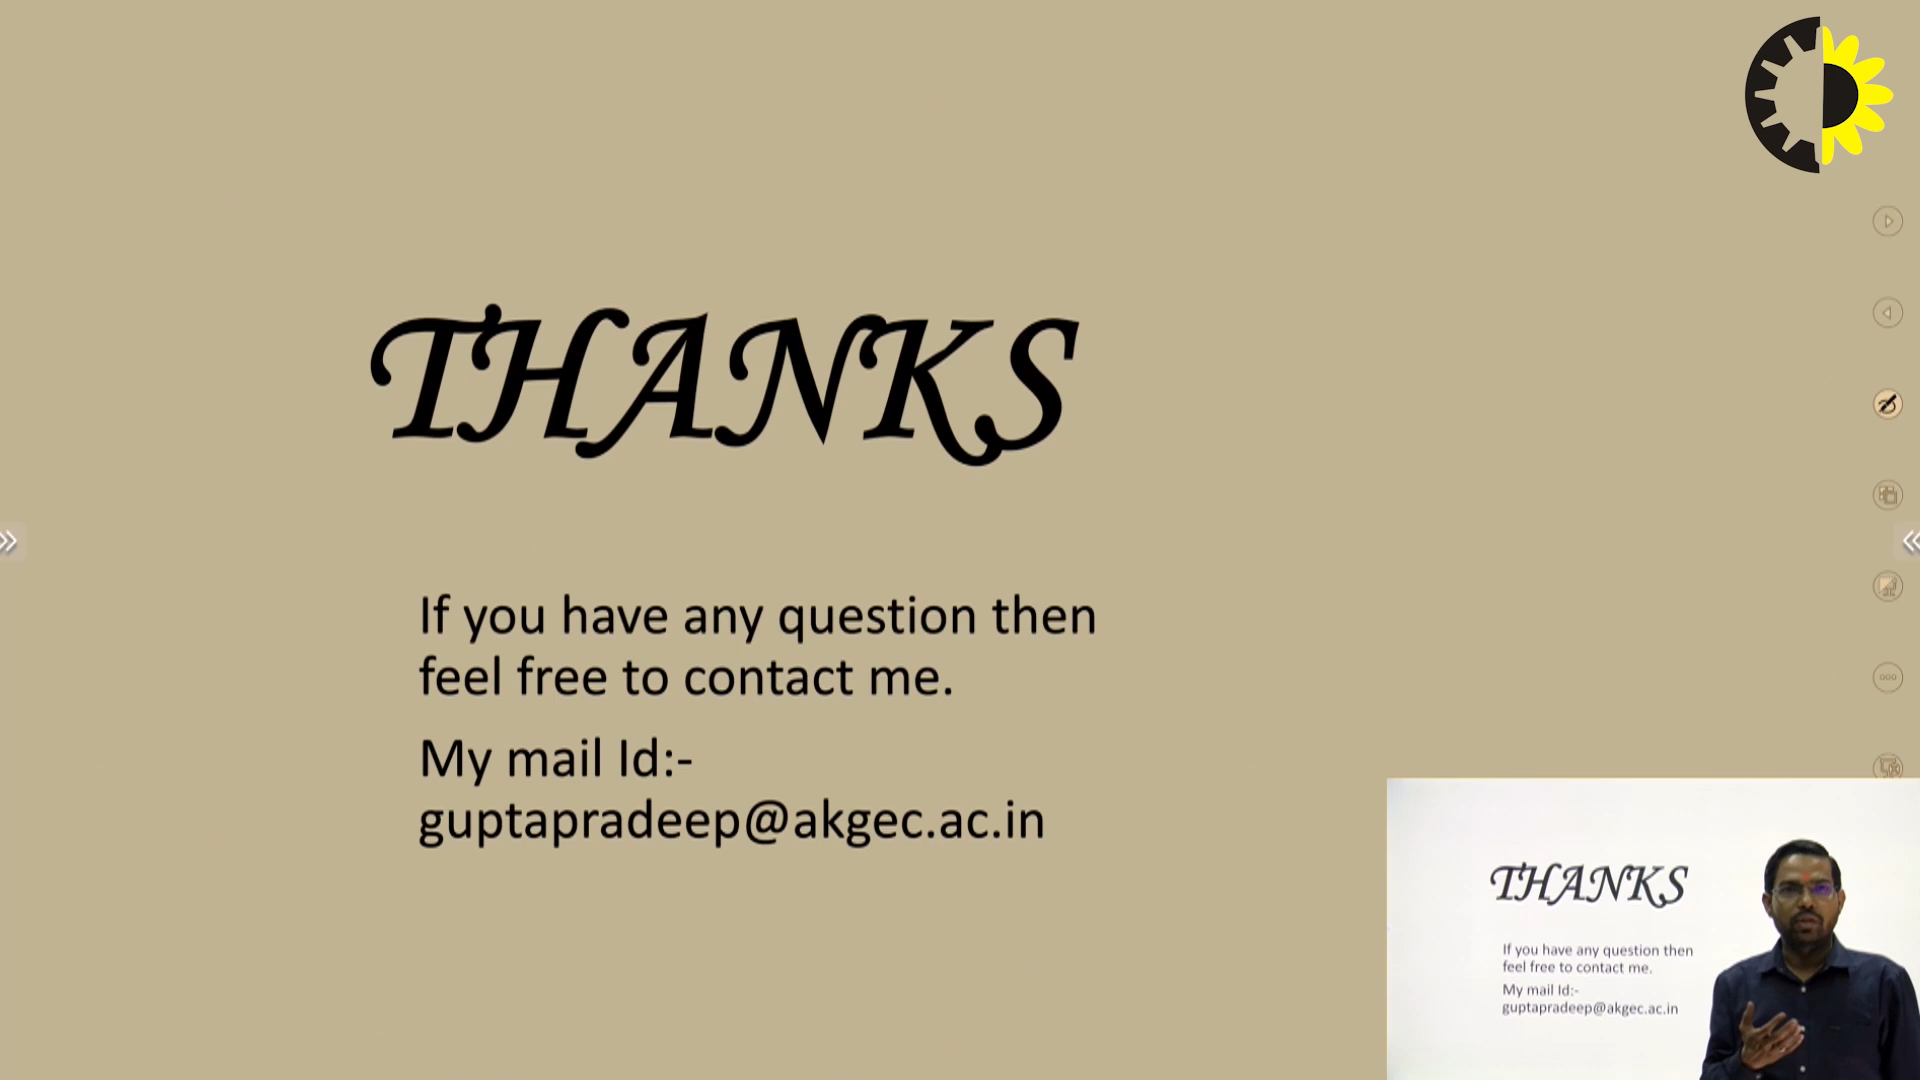 THANKS
If you have any question then
feel free to contact me.
My mail Id:-
guptapradeep@akgec.ac.in
THANKS
If you have any question then
feel free to contact me.
My mail Id:-
guptapradeep@akgec.ac.in